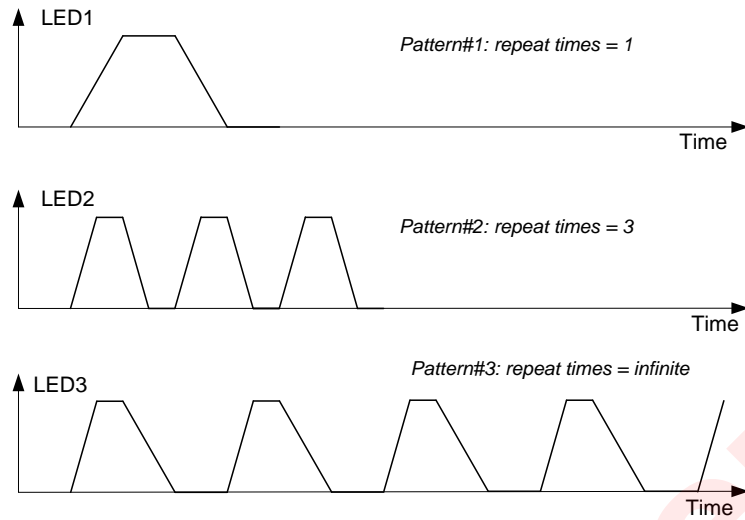 LED1
Pattern#1: repeat times = 1
Time
LED2
Pattern#2: repeat times = 3
Time
Pattern#3: repeat times = infinite
LED3
Time